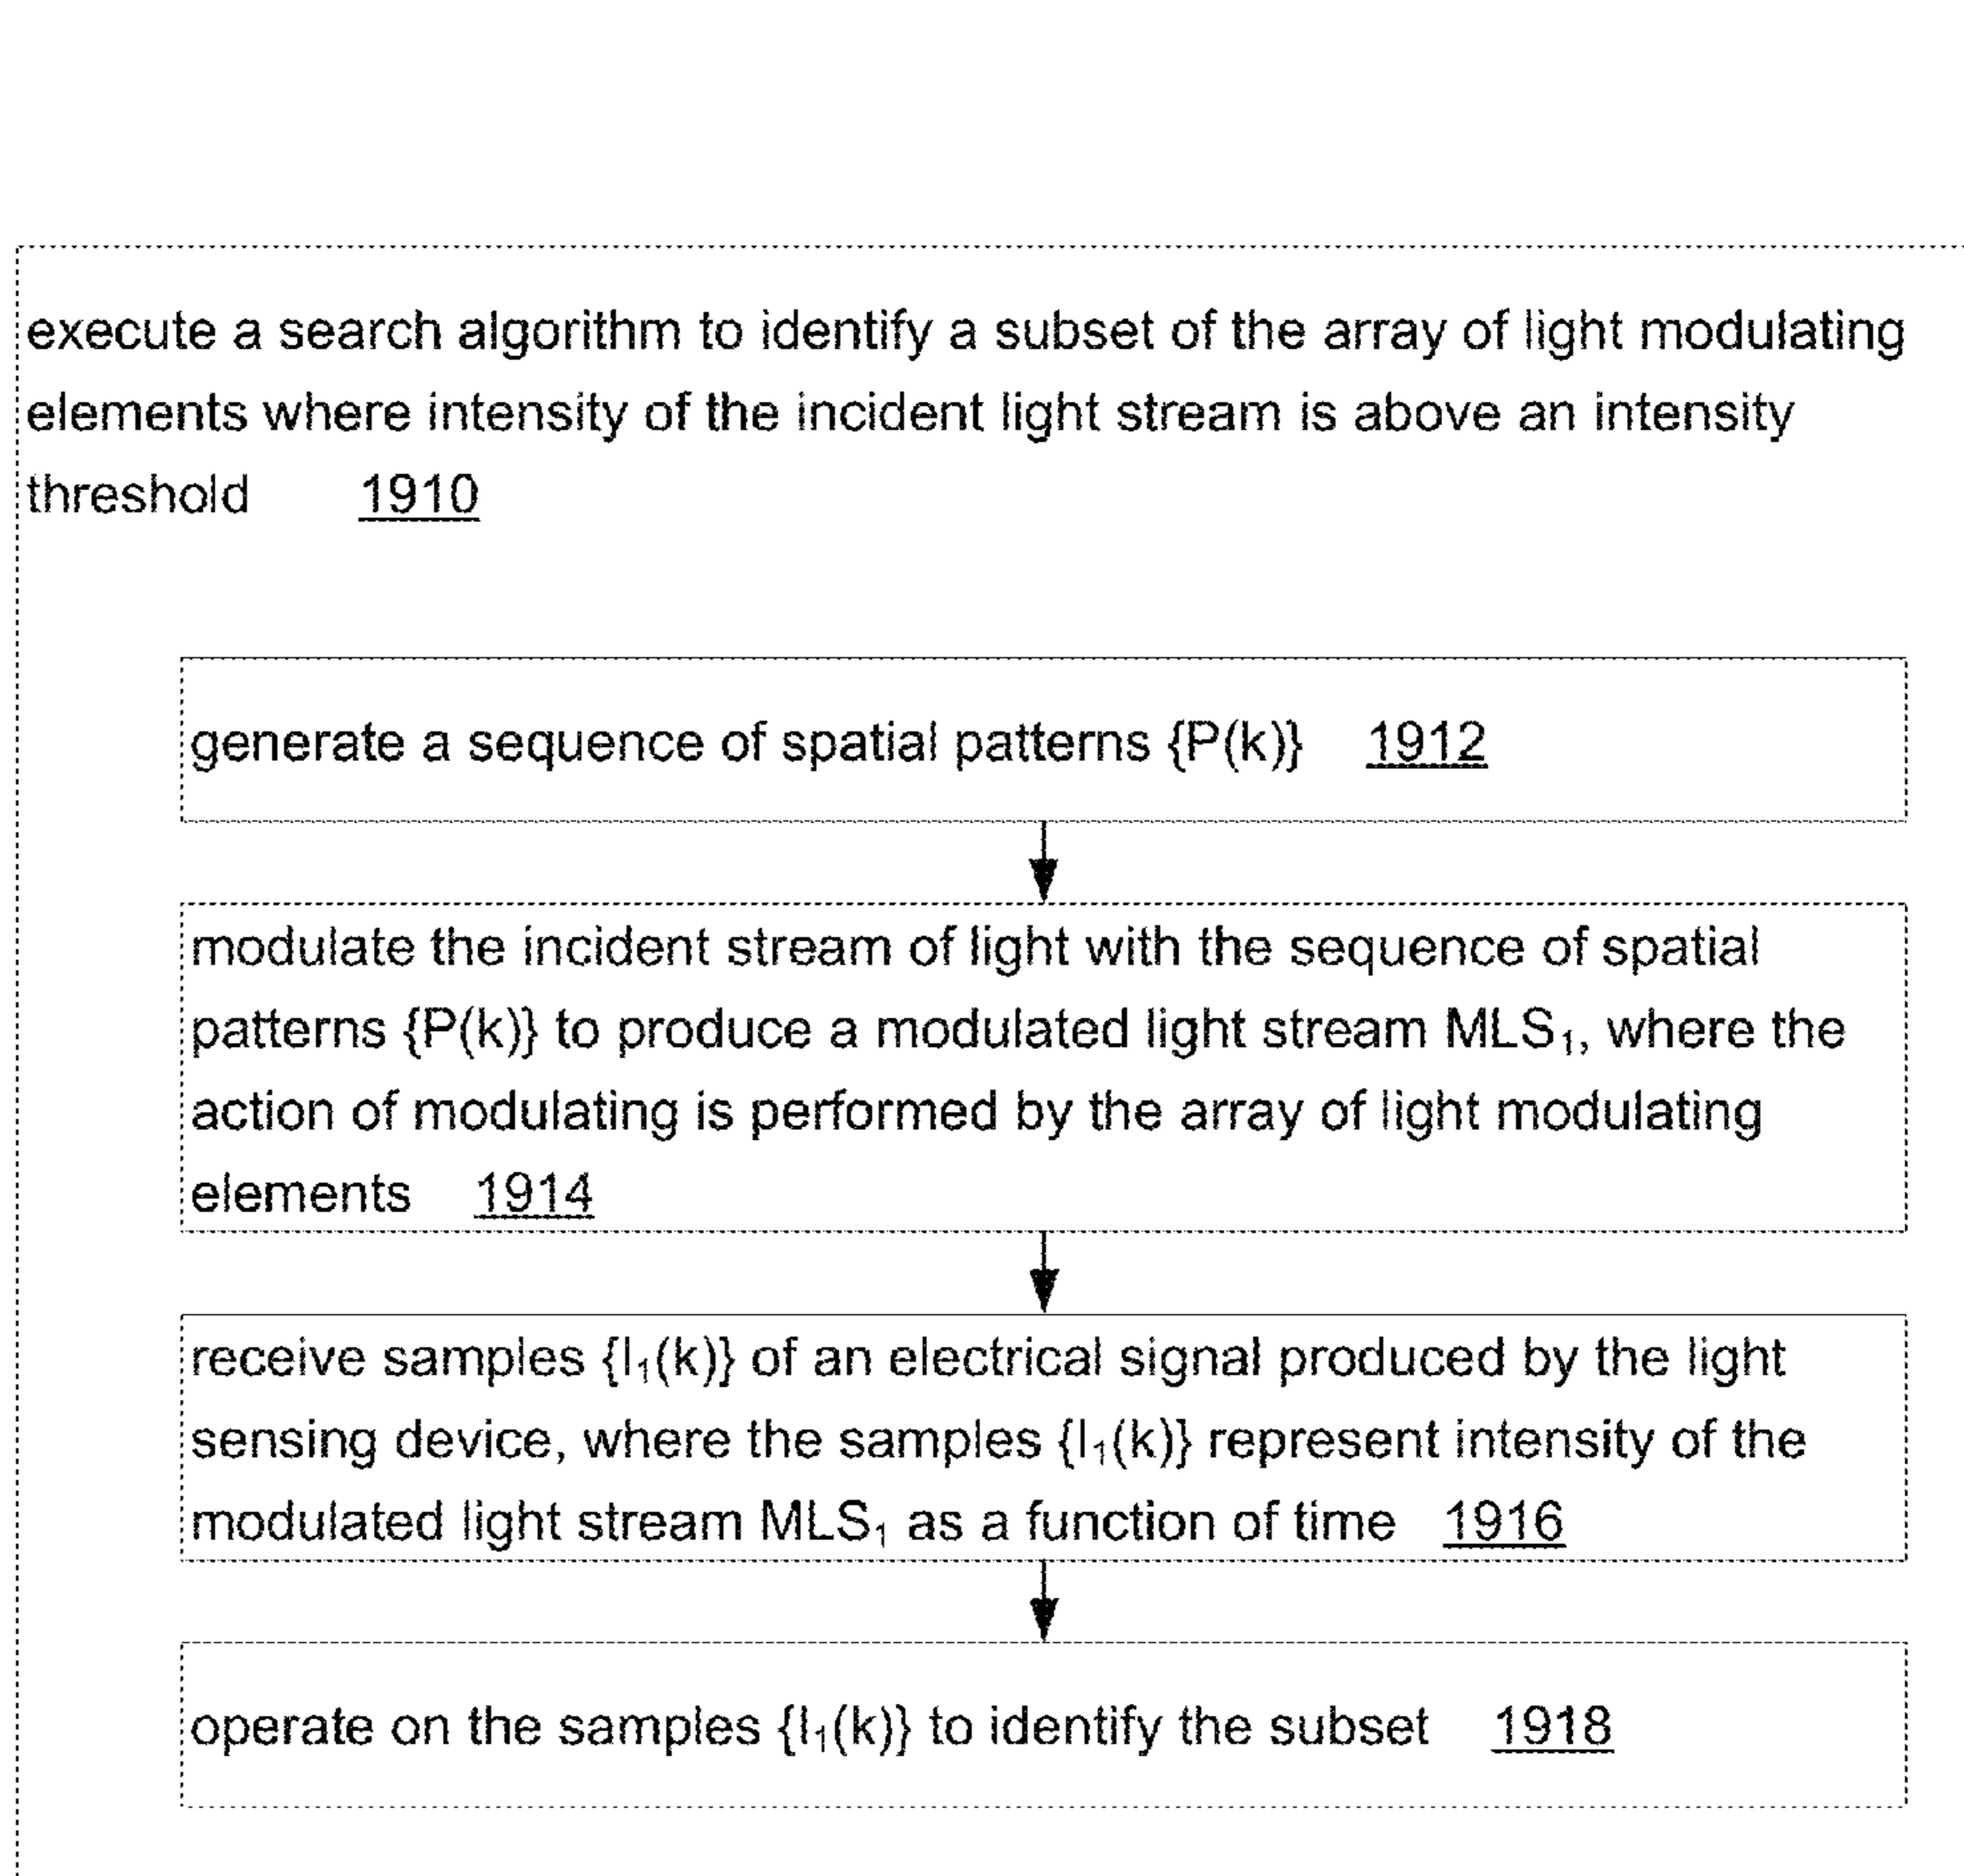 execute a search algorithm to identify a subset of the array of light modulating
elements where intensity of the incident light stream is above an intensity
threshold 1910
generate a sequence of spatial patterns {P(k)} 1912
modulate the incident stream of light with the sequence of spatial
patterns {P(k)} to produce a modulated light stream MLS₁, where the
action of modulating is performed by the array of light modulating
elements 1914
receive samples {I₁(k)} of an electrical signal produced by the light
sensing device, where the samples {I₁(k)} represent intensity of the
modulated light stream MLS₁ as a function of time 1916
operate on the samples {I₁(k)} to identify the subset 1918